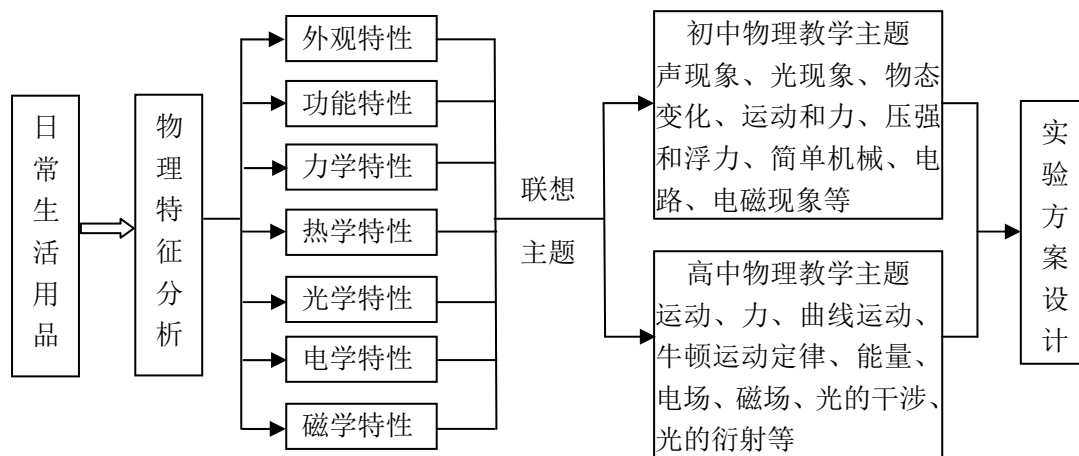 日常生活用品
物理特征分析
外观特性
功能特性
力学特性
热学特性
光学特性
电学特性
磁学特性
联想
主题
初中物理教学主题
声现象、光现象、物态
变化、运动和力、压强
和浮力、简单机械、电
路、电磁现象等
高中物理教学主题
运动、力、曲线运动、
牛顿运动定律、能量、
电场、磁场、光的干涉、
光的衍射等
实验方案设计